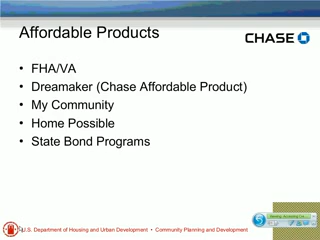 Affordable Products
CHASE
• FHA/VA
• Dreamaker (Chase Affordable Product)
• My Community
• Home Possible
• State Bond Programs
U.S. Department of Housing and Urban Development • Community Planning and Development